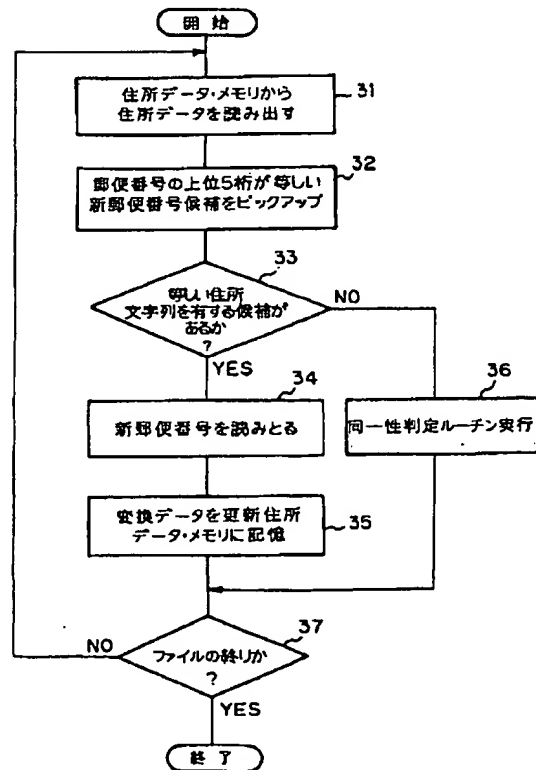 開始
住所データ・メモリから
住所データを読み出す
31
郵便番号の上位5桁が等しい
新郵便番号候補をピックアップ
32
等しい住所
文字列を有する候補が
あるか
?
33
NO
YES
新郵便番号を読みとる
34
同一性判定ルーチン実行
36
変換データを更新住所
データ・メモリに記憶
35
ファイルの終りか
?
37
NO
YES
終了